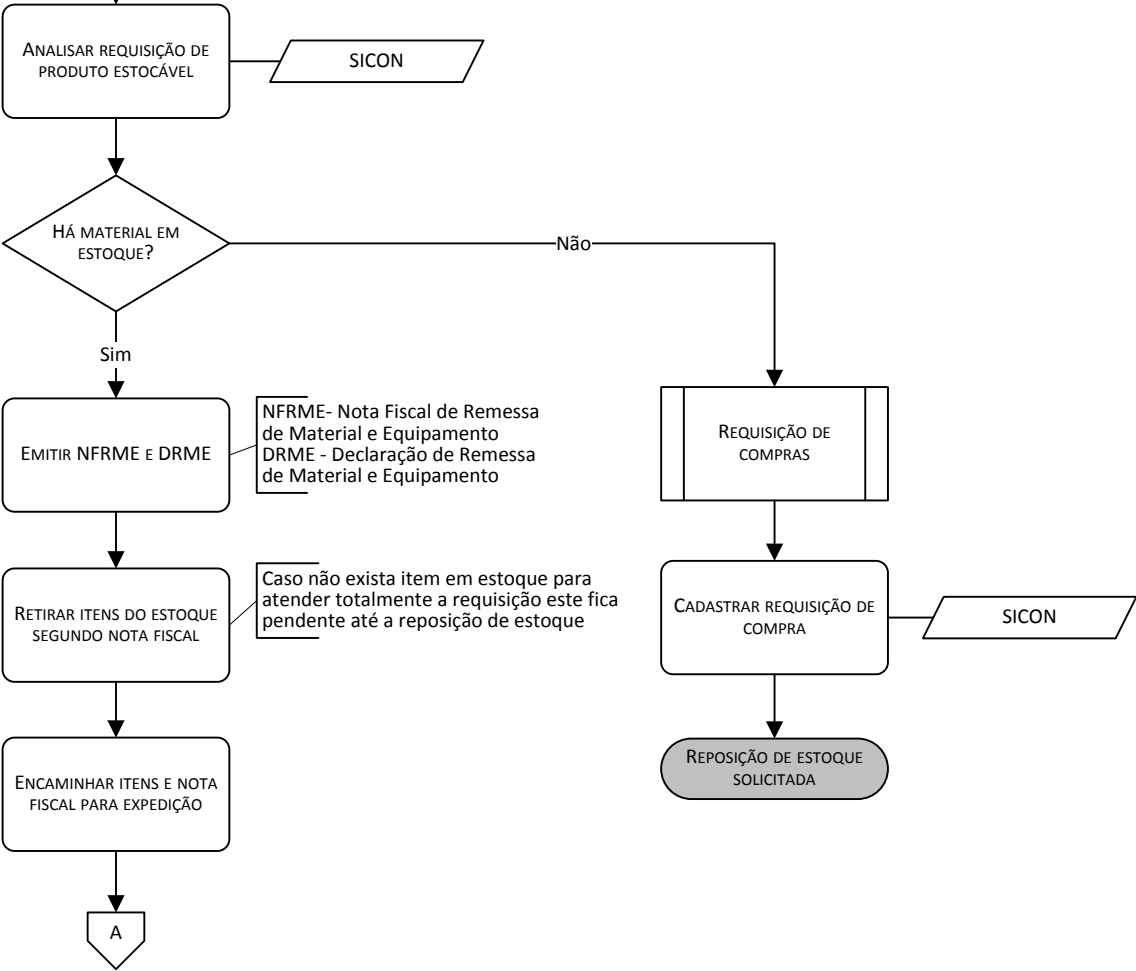 ANALISAR REQUISIÇÃO DE
PRODUTO ESTOCÁVEL
SICON
HÁ MATERIAL EM
ESTOQUE?
Não
Sim
EMITIR NFRME E DRME
NFRME- Nota Fiscal de Remessa
de Material e Equipamento
DRME - Declaração de Remessa
de Material e Equipamento
REQUISIÇÃO DE
COMPRAS
RETIRAR ITENS DO ESTOQUE
SEGUNDO NOTA FISCAL
Caso não exista item em estoque para
atender totalmente a requisição este fica
pendente até a reposição de estoque
CADASTRAR REQUISIÇÃO DE
COMPRA
SICON
ENCAMINHAR ITENS E NOTA
FISCAL PARA EXPEDIÇÃO
REPOSIÇÃO DE ESTOQUE
SOLICITADA
A